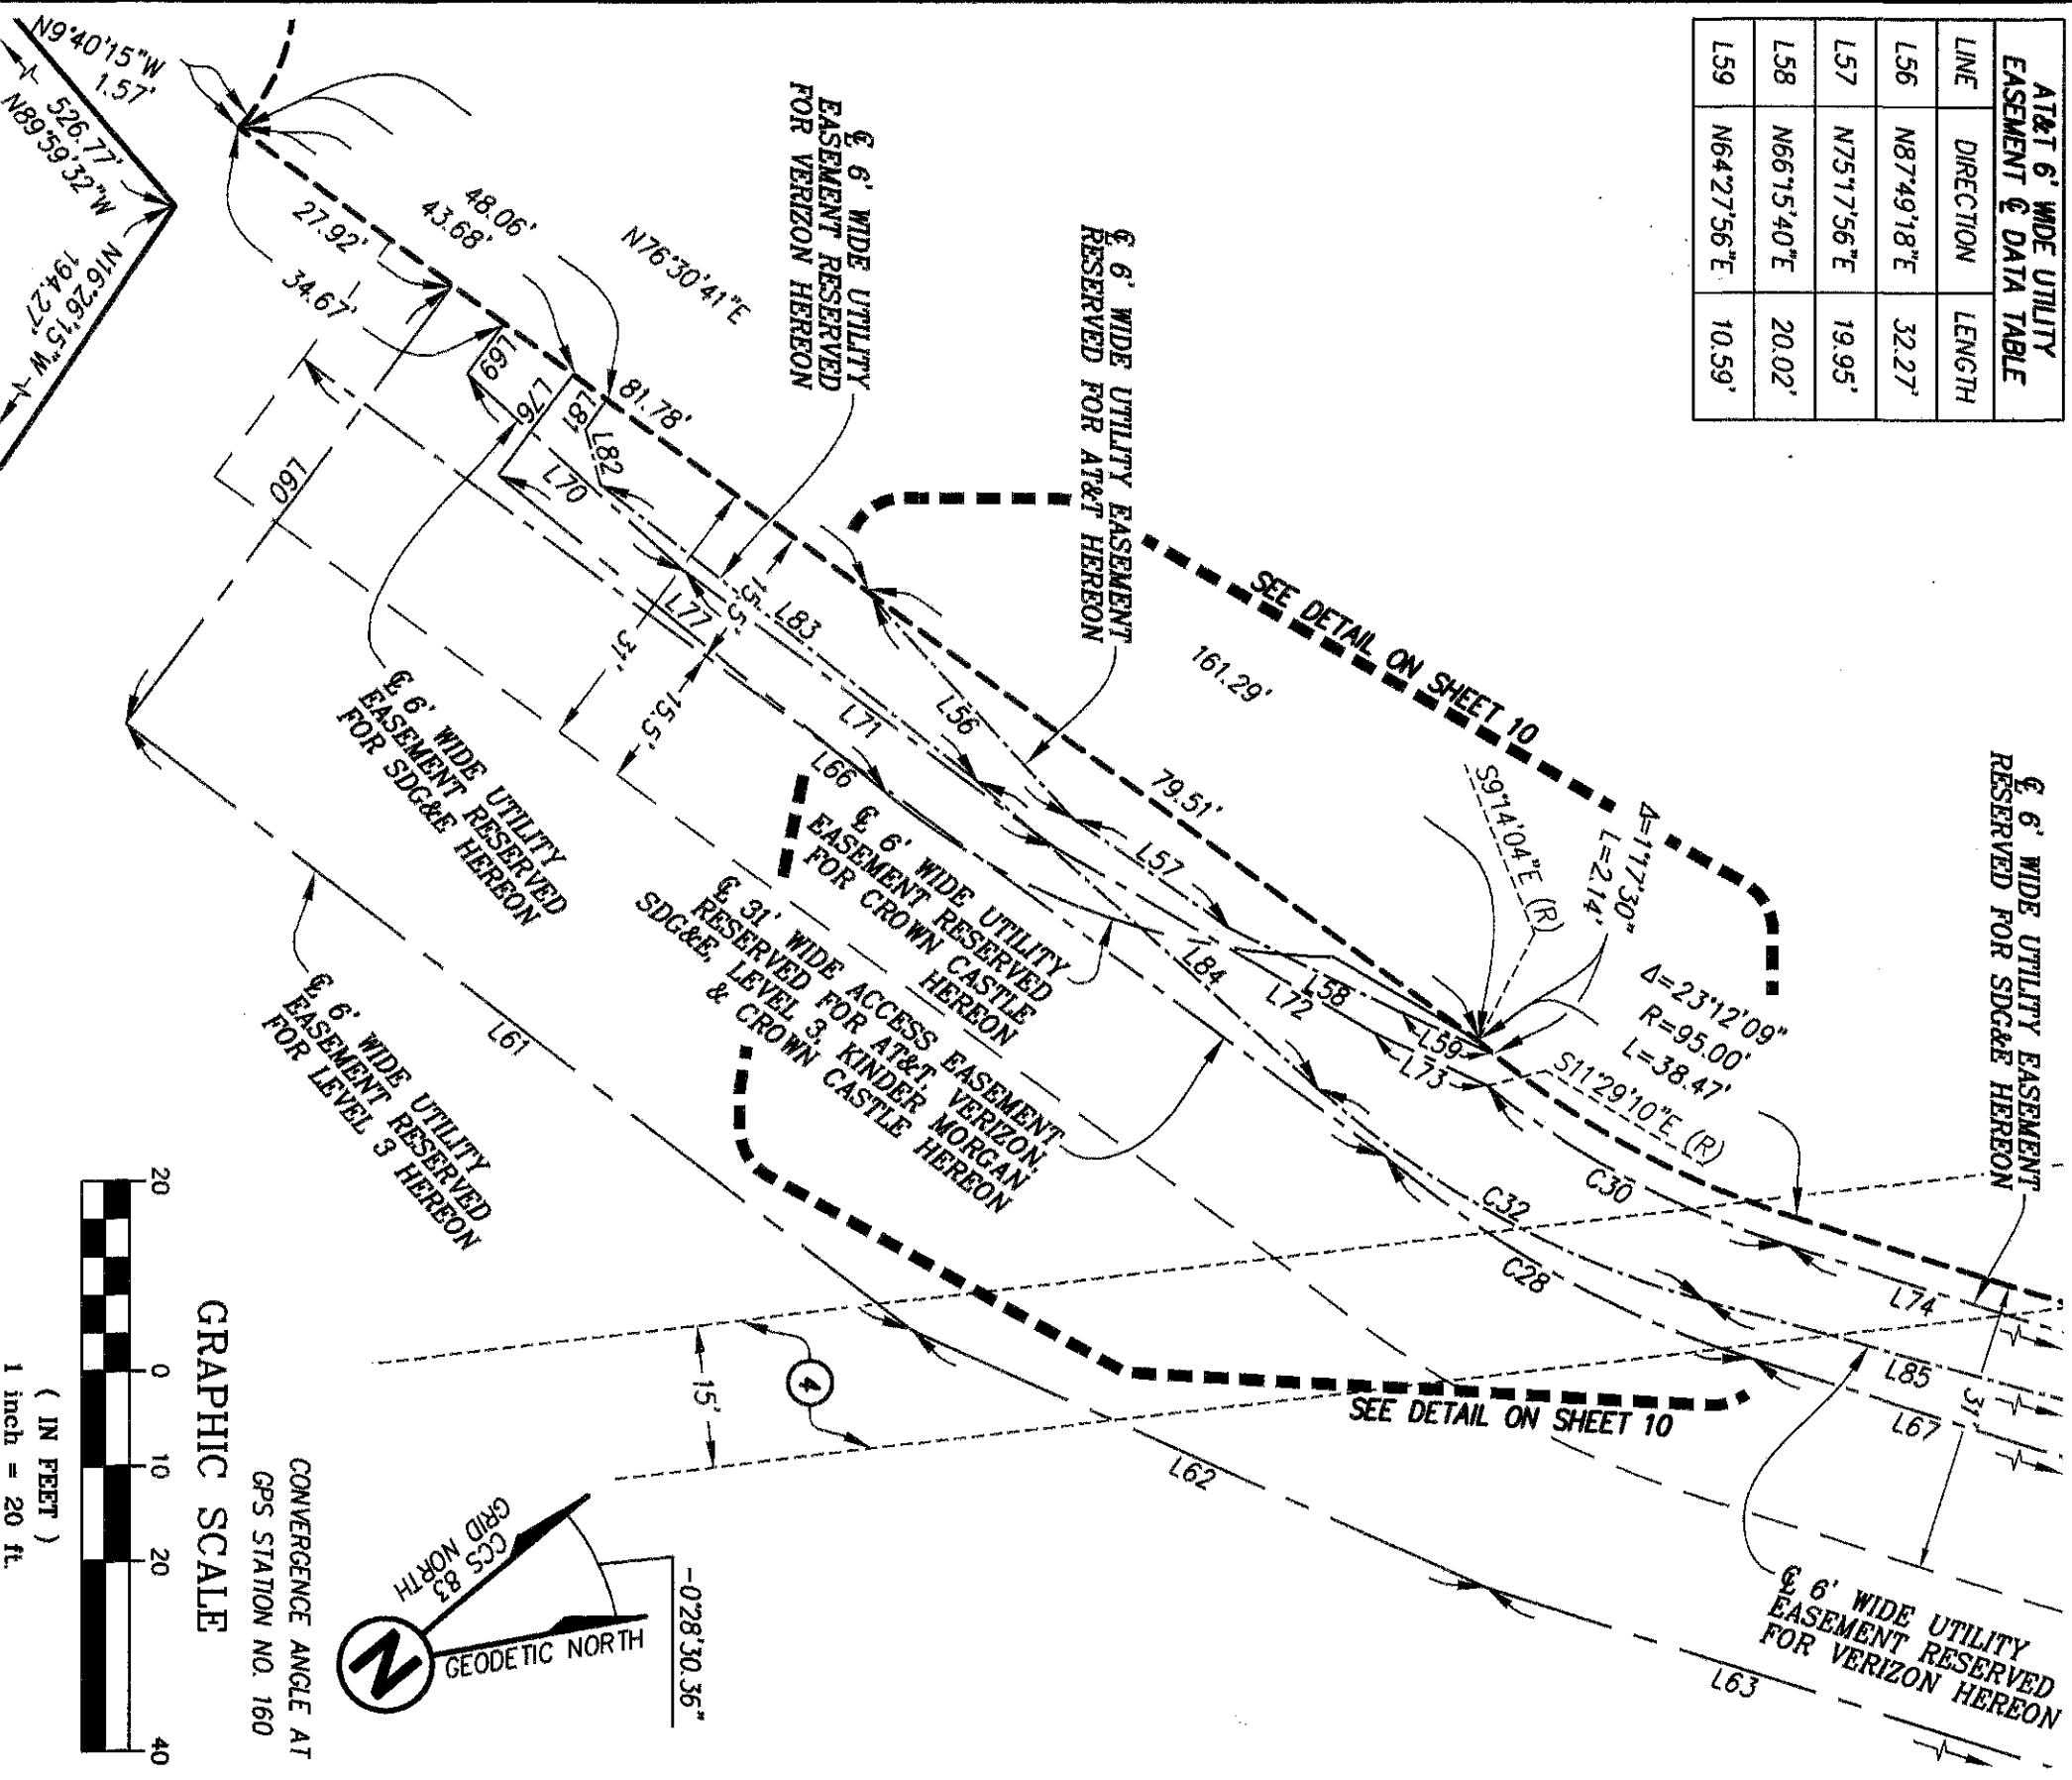 AT&T 6' WIDE UTILITY
EASEMENT ℄ DATA TABLE
LINE DIRECTION LENGTH
L56 N87°49'18"E 32.27'
L57 N75°17'56"E 19.95'
L58 N66°15'40"E 20.02'
L59 N64°27'56"E 10.59'
N9°40'15"W
1.57'
526.77'
N89°59'32"W
N16°26'15"W
194.27'
27.92'
34.67'
43.68'
48.06'
N76°30'41"E
81.78'
℄ 6' WIDE UTILITY
EASEMENT RESERVED
FOR VERIZON HEREON
℄ 6' WIDE UTILITY EASEMENT
RESERVED FOR AT&T HEREON
SEE DETAIL ON SHEET 10
161.29'
79.51'
S9°14'04"E (R)
Δ=1°17'30"
L=2.14'
Δ=23°12'09"
R=95.00'
L=38.47'
S11°29'10"E (R)
℄ 6' WIDE UTILITY EASEMENT
RESERVED FOR SDG&E HEREON
L69
L76
L81
L82
L70
L77
L83
15.5'
31'
15.5'
L71
L66
L56
L57
L84
L72
L58
L59
L73
C30
C32
C28
L74
L85
L67
31'
L60
L61
L62
L63
℄ 6' WIDE UTILITY
EASEMENT RESERVED
FOR SDG&E HEREON
℄ 6' WIDE UTILITY
EASEMENT RESERVED
FOR CROWN CASTLE
HEREON
℄ 31' WIDE ACCESS EASEMENT
RESERVED FOR AT&T, VERIZON,
SDG&E, LEVEL 3, KINDER MORGAN
& CROWN CASTLE HEREON
℄ 6' WIDE UTILITY
EASEMENT RESERVED
FOR LEVEL 3 HEREON
SEE DETAIL ON SHEET 10
℄ 6' WIDE UTILITY
EASEMENT RESERVED
FOR VERIZON HEREON
15'
4
20 0 10 20 40
GRAPHIC SCALE
( IN FEET )
1 inch = 20 ft.
CCS 83
GRID NORTH
GEODETIC NORTH
N
-0°28'30.36"
CONVERGENCE ANGLE AT
GPS STATION NO. 160